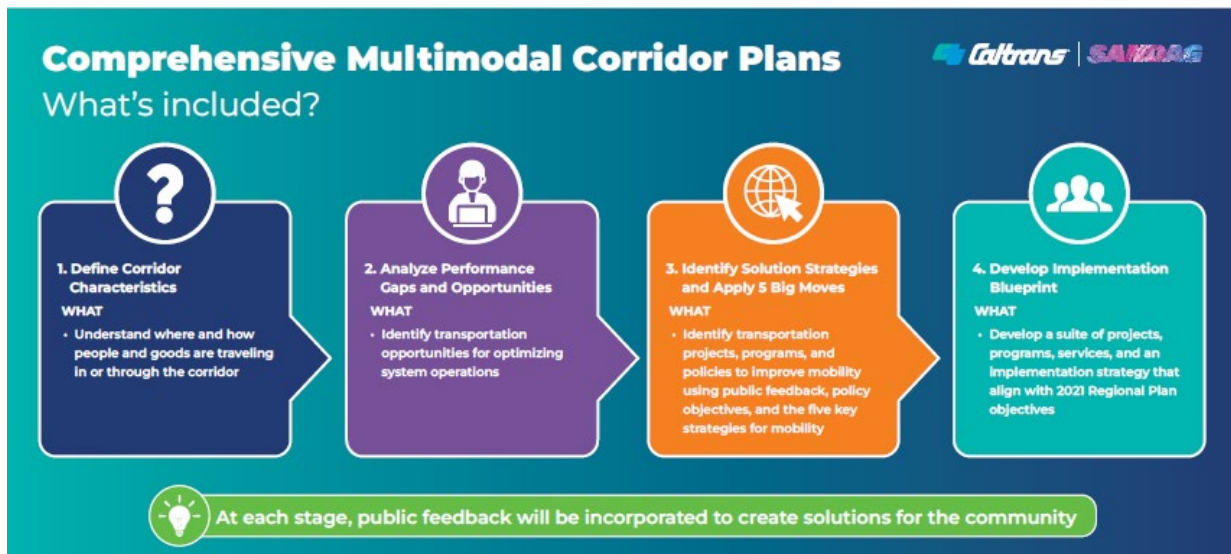 Comprehensive Multimodal Corridor Plans
What's included?
Caltrans
SANDAG
?
1. Define Corridor
Characteristics
WHAT
• Understand where and how
people and goods are traveling
in or through the corridor
2. Analyze Performance
Gaps and Opportunities
WHAT
• Identify transportation
opportunities for optimizing
system operations
3. Identify Solution Strategies
and Apply 5 Big Moves
WHAT
• Identify transportation
projects, programs, and
policies to improve mobility
using public feedback, policy
objectives, and the five key
strategies for mobility
4. Develop Implementation
Blueprint
WHAT
• Develop a suite of projects,
programs, services, and an
implementation strategy that
align with 2021 Regional Plan
objectives
At each stage, public feedback will be incorporated to create solutions for the community